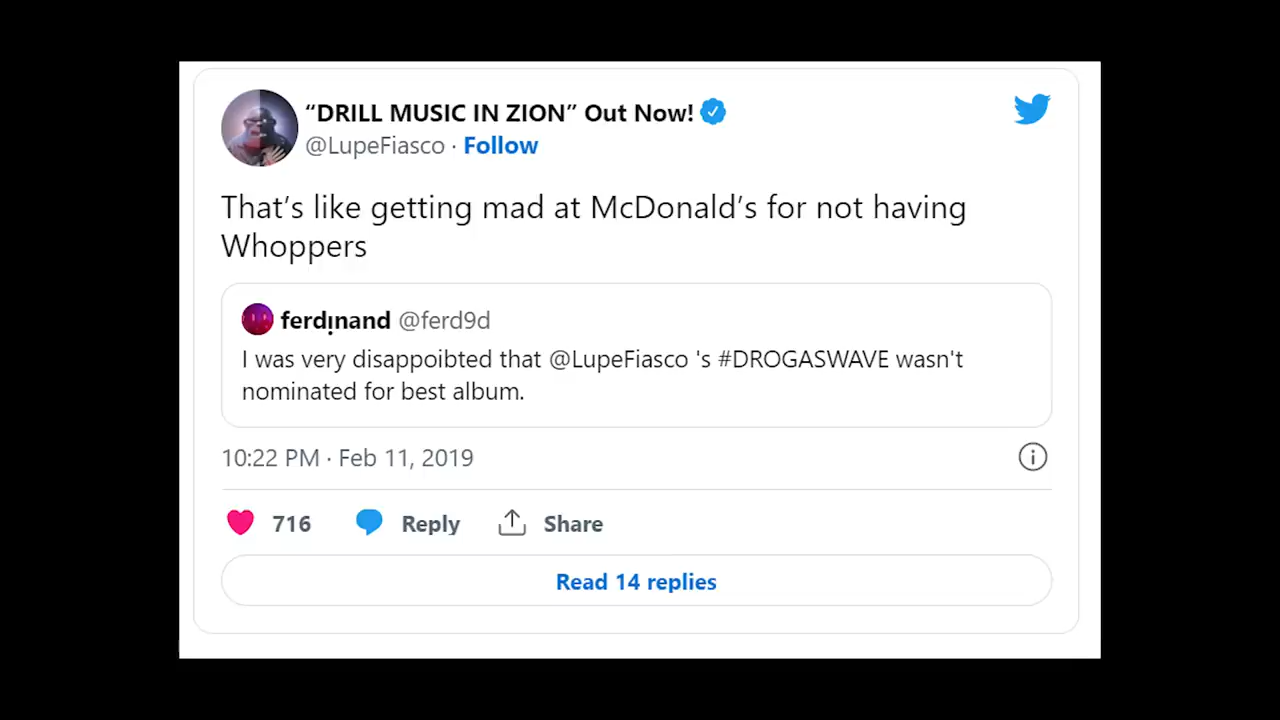 “DRILL MUSIC IN ZION” Out Now!
@LupeFiasco · Follow
That’s like getting mad at McDonald’s for not having
Whoppers
ferdịnand @ferd9d
I was very disappoibted that @LupeFiasco 's #DROGASWAVE wasn't
nominated for best album.
10:22 PM · Feb 11, 2019
716 Reply Share
Read 14 replies